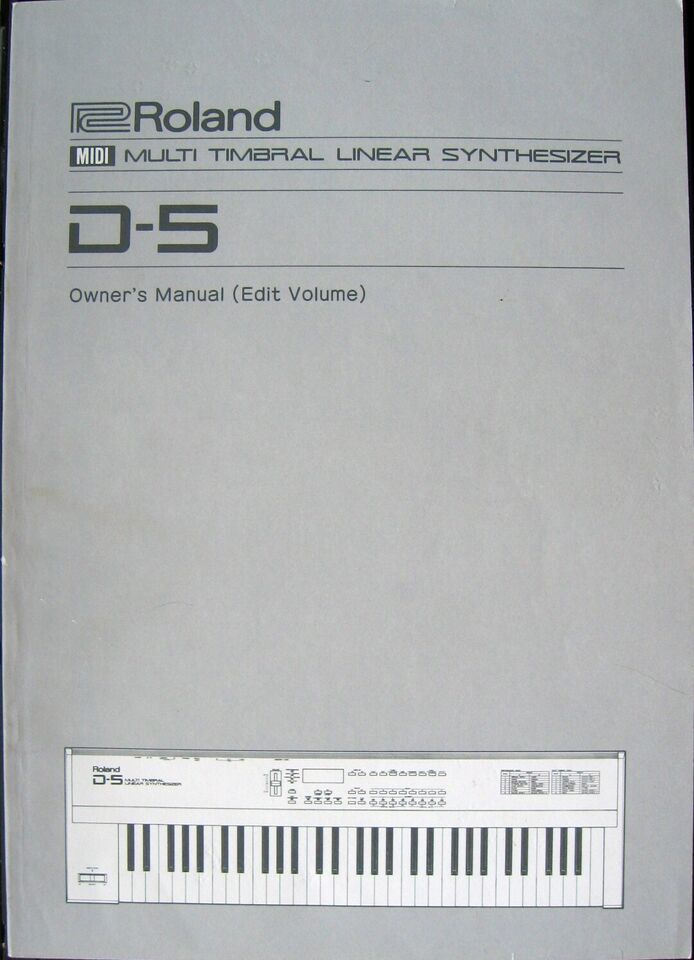 Roland
MIDI MULTI TIMBRAL LINEAR SYNTHESIZER
D-5
Owner's Manual (Edit Volume)
Roland
D-5 MULTI TIMBRAL
LINEAR SYNTHESIZER